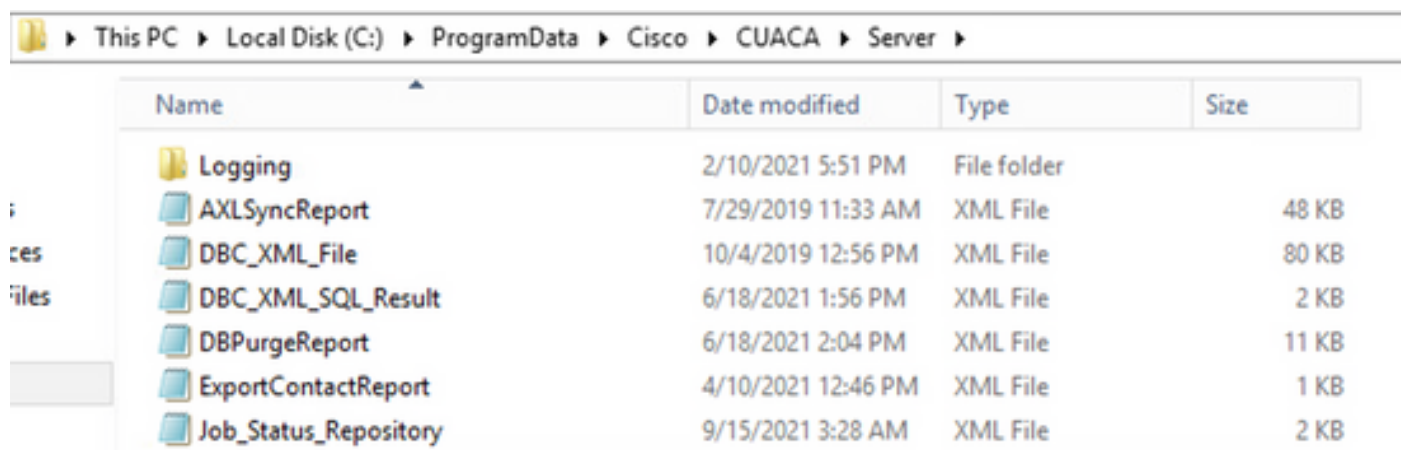 This PC ▸ Local Disk (C:) ▸ ProgramData ▸ Cisco ▸ CUACA ▸ Server ▸
Name Date modified Type Size
Logging 2/10/2021 5:51 PM File folder
AXLSyncReport 7/29/2019 11:33 AM XML File 48 KB
ces DBC_XML_File 10/4/2019 12:56 PM XML File 80 KB
Files DBC_XML_SQL_Result 6/18/2021 1:56 PM XML File 2 KB
DBPurgeReport 6/18/2021 2:04 PM XML File 11 KB
ExportContactReport 4/10/2021 12:46 PM XML File 1 KB
Job_Status_Repository 9/15/2021 3:28 AM XML File 2 KB